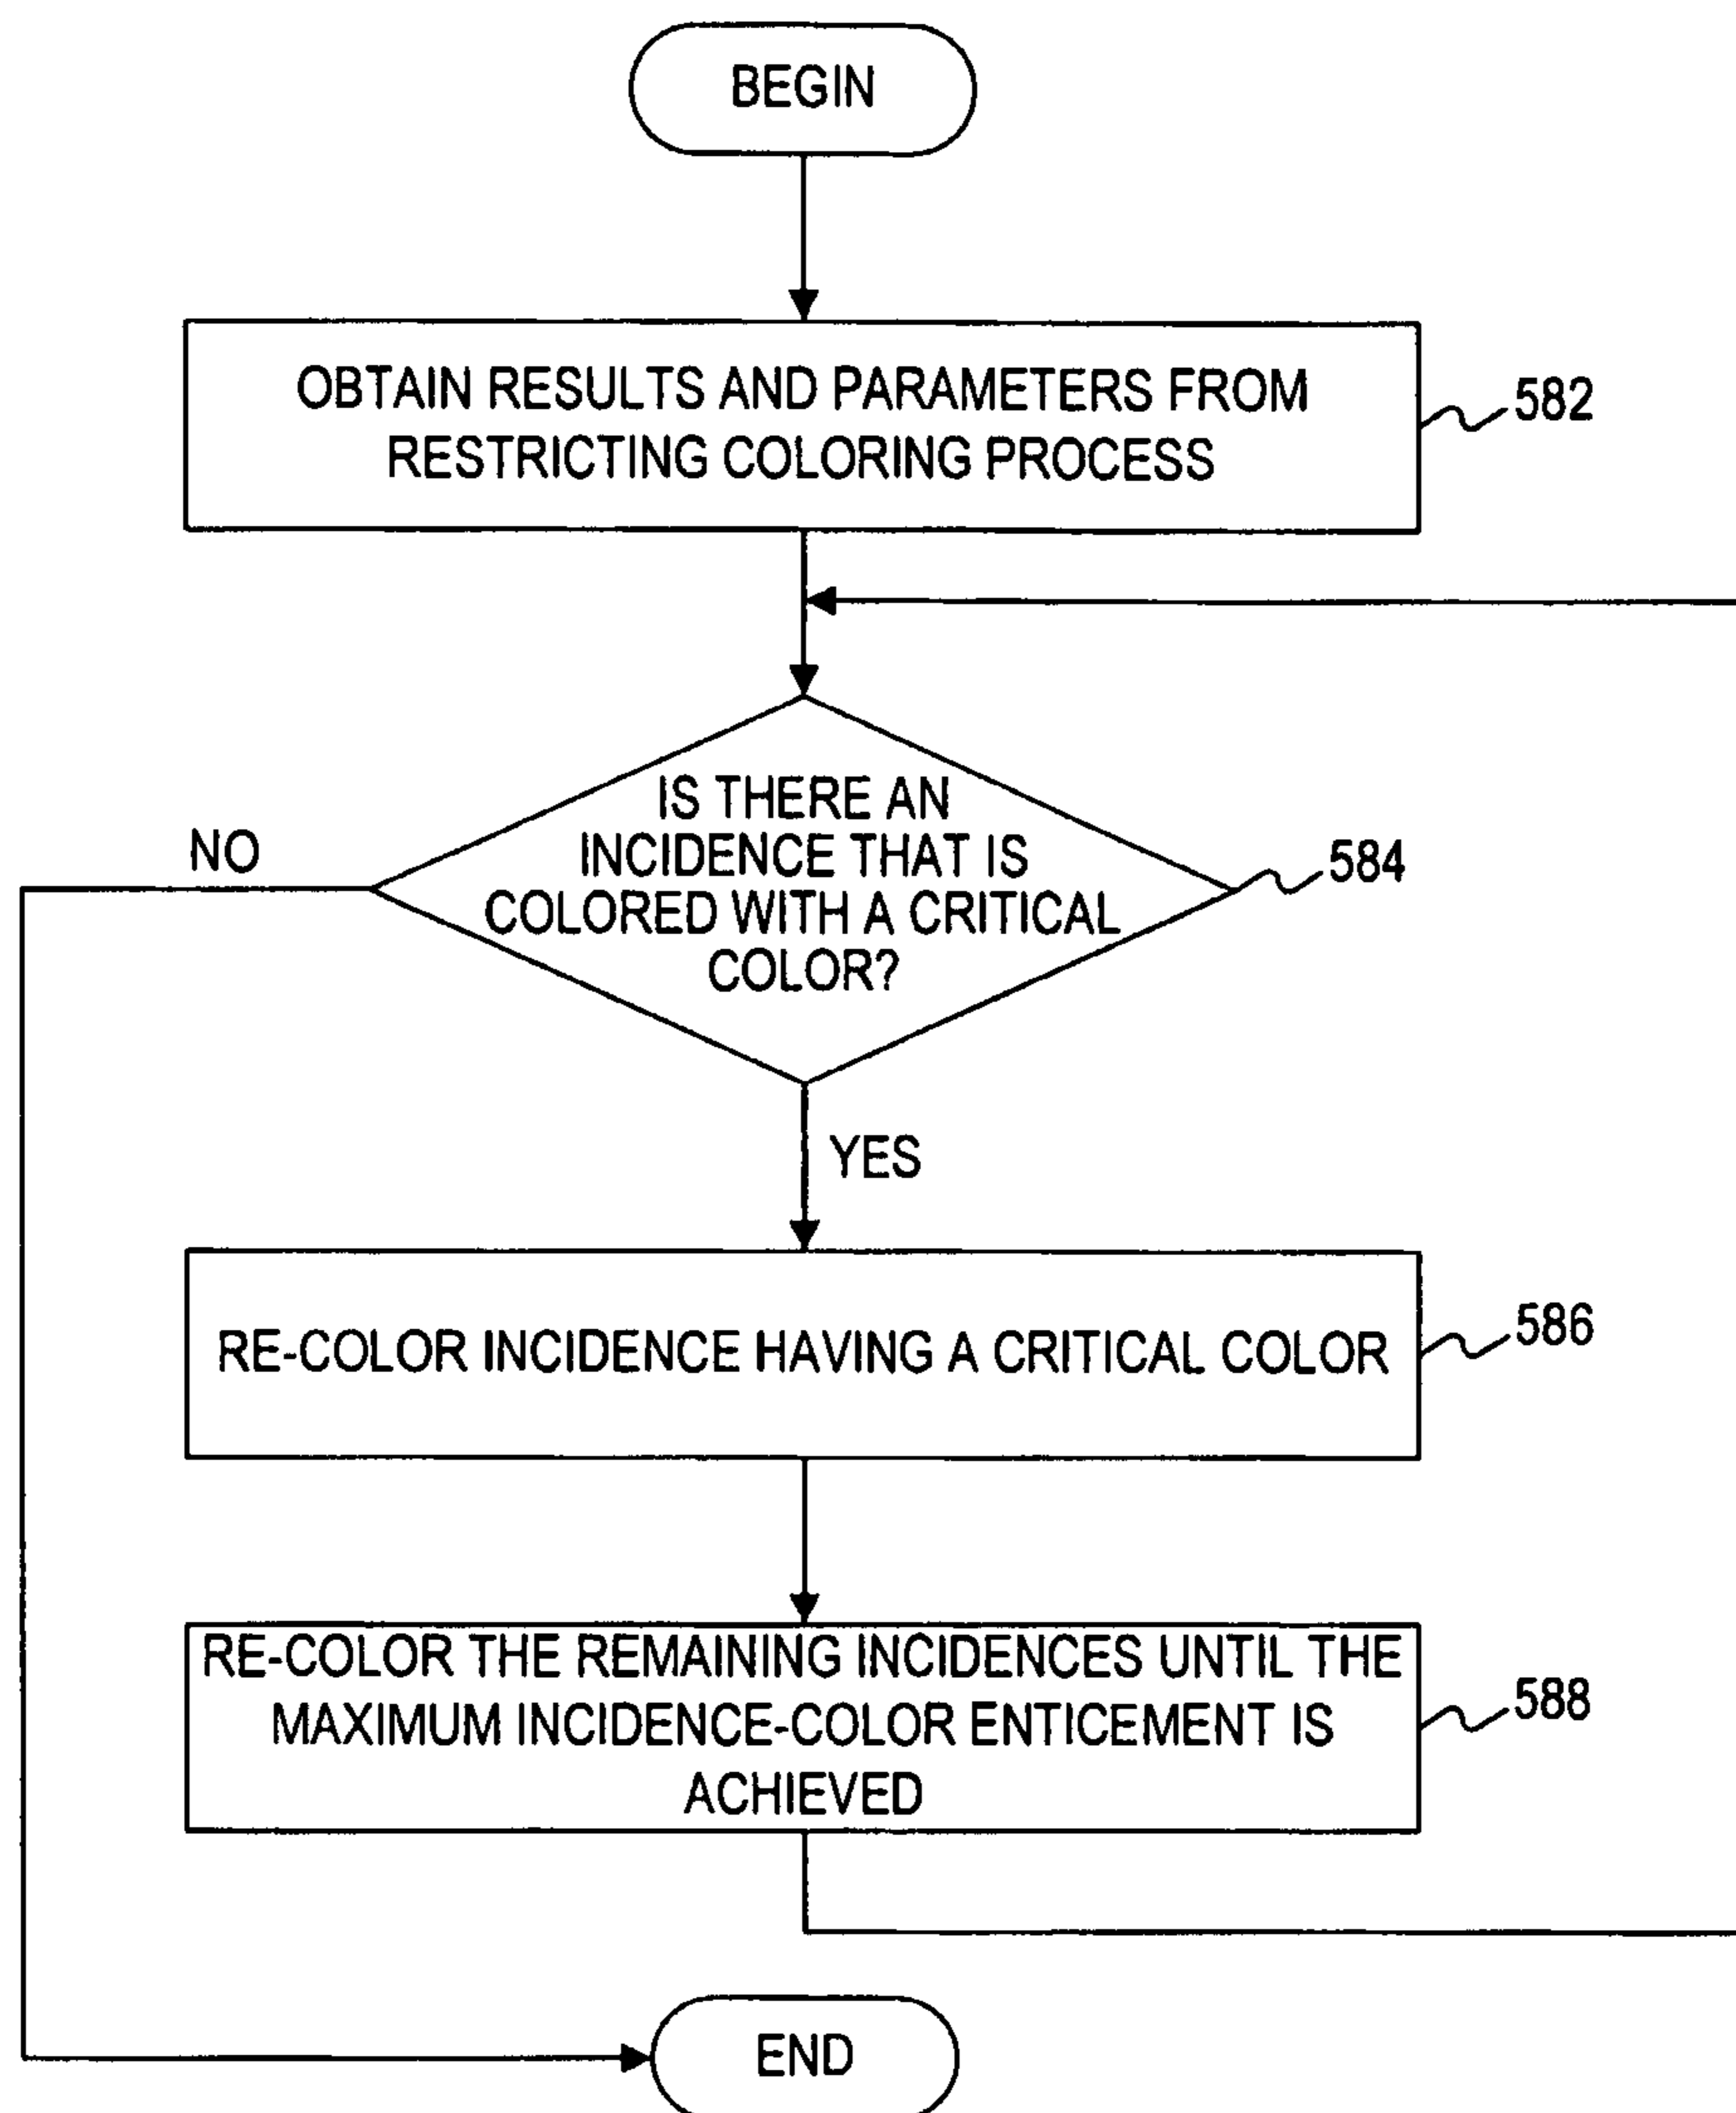 BEGIN
OBTAIN RESULTS AND PARAMETERS FROM
RESTRICTING COLORING PROCESS
582
IS THERE AN
INCIDENCE THAT IS
COLORED WITH A CRITICAL
COLOR?
584
NO
YES
RE-COLOR INCIDENCE HAVING A CRITICAL COLOR
586
RE-COLOR THE REMAINING INCIDENCES UNTIL THE
MAXIMUM INCIDENCE-COLOR ENTICEMENT IS
ACHIEVED
588
END